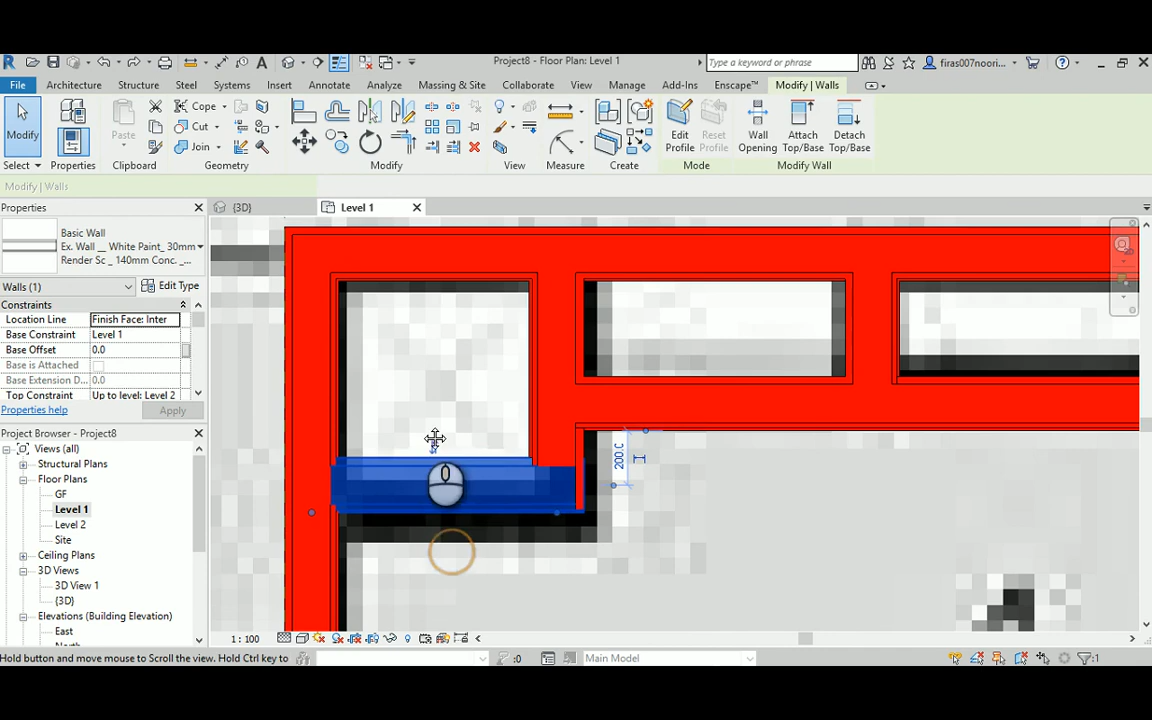 Project8 - Floor Plan: Level 1
Type a keyword or phrase
firas007noori...
File Architecture Structure Steel Systems Insert Annotate Analyze Massing & Site Collaborate View Manage Add-Ins Enscape™ Modify | Walls
Modify
Select
Properties
Paste
Clipboard
Cope
Cut
Join
Geometry
Modify
View
Measure
Create
Edit Profile
Reset Profile
Mode
Wall Opening
Attach Top/Base
Detach Top/Base
Modify Wall
Modify | Walls
Properties
{3D}
Level 1
Basic Wall
Ex. Wall __ White Paint_ 30mm
Render Sc _ 140mm Conc. _...
Walls (1)
Edit Type
Constraints
Location Line Finish Face: Inter
Base Constraint Level 1
Base Offset 0.0
Base is Attached
Base Extension D... 0.0
Top Constraint Up to level: Level 2
Properties help
Apply
Project Browser - Project8
Views (all)
Structural Plans
Floor Plans
GF
Level 1
Level 2
Site
Ceiling Plans
3D Views
3D View 1
{3D}
Elevations (Building Elevation)
East
200.0
1 : 100
Hold button and move mouse to Scroll the view. Hold Ctrl key to
:0
Main Model
:1